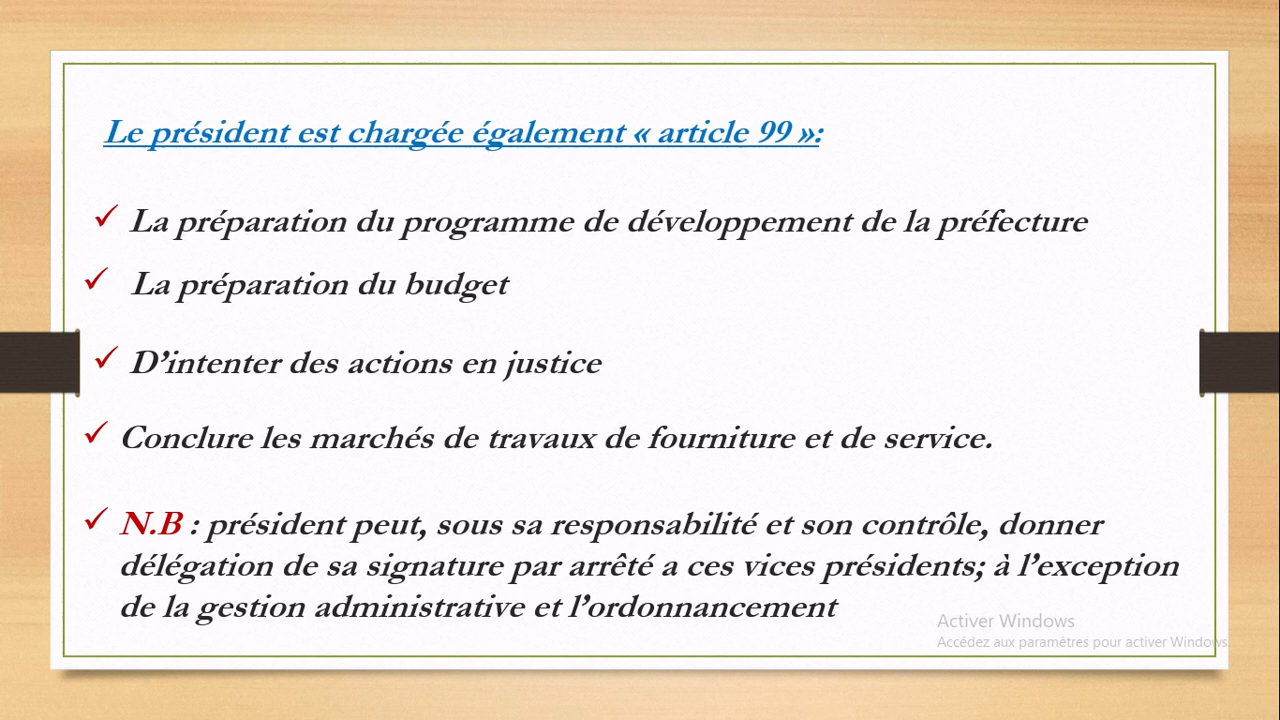 Le président est chargée également « article 99 »:
✓ La préparation du programme de développement de la préfecture
✓ La préparation du budget
✓ D’intenter des actions en justice
✓ Conclure les marchés de travaux de fourniture et de service.
✓ N.B : président peut, sous sa responsabilité et son contrôle, donner
délégation de sa signature par arrêté a ces vices présidents; à l’exception
de la gestion administrative et l’ordonnancement
Activer Windows
Accédez aux paramètres pour activer Windows.